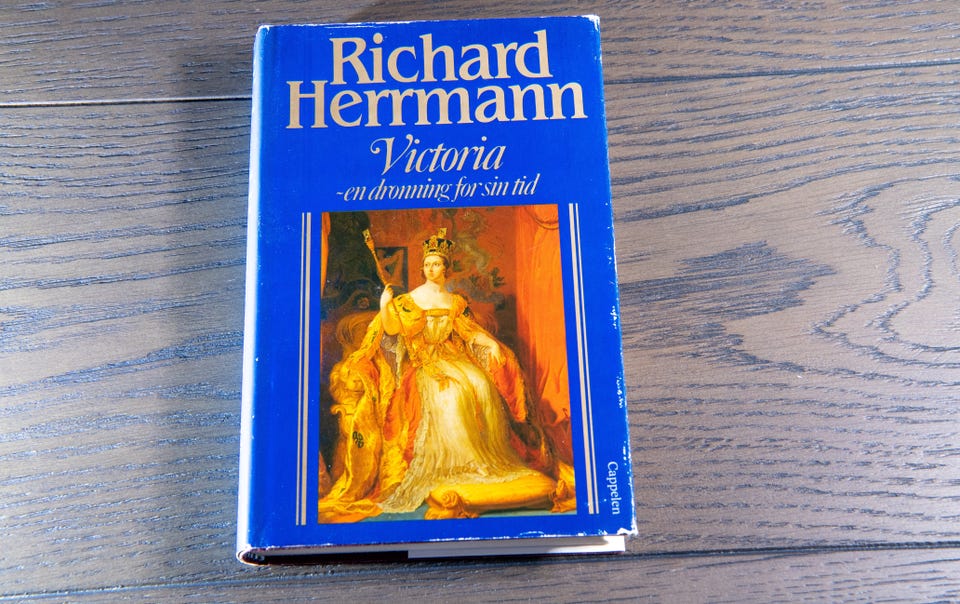 Richard
Herrmann
Victoria
-en dronning for sin tid
Cappelen